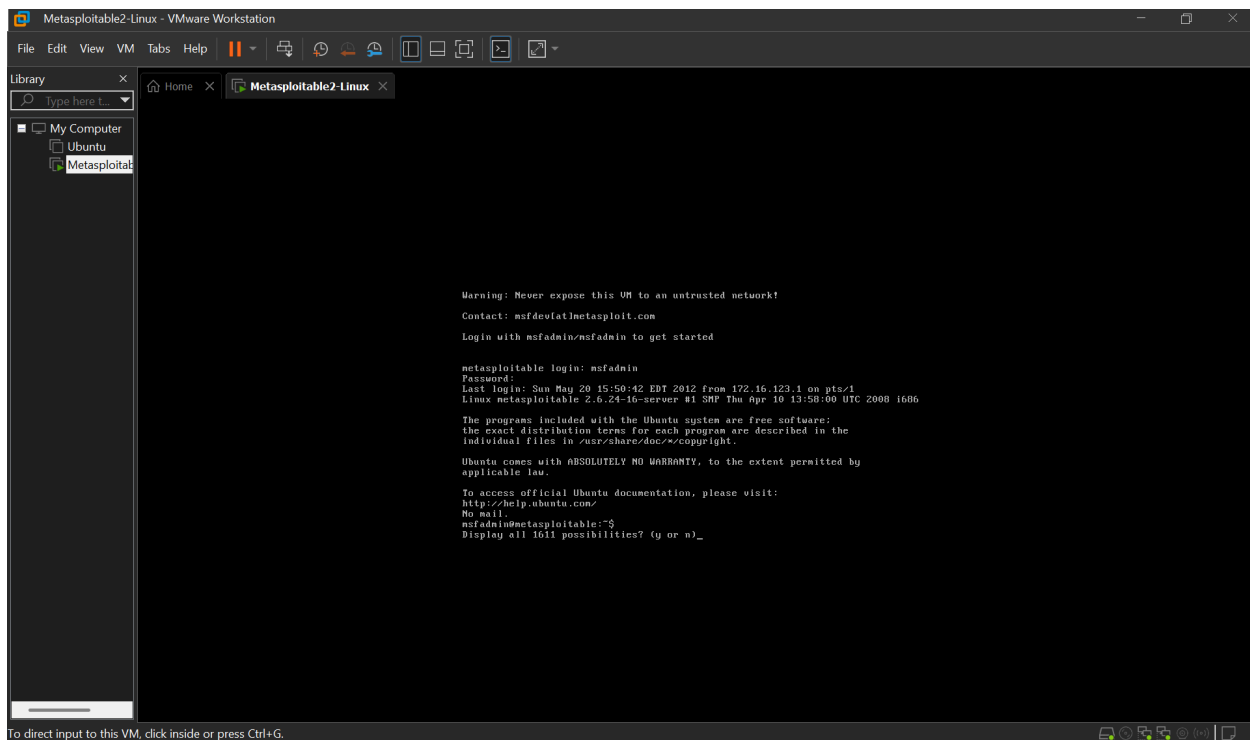 Metasploitable2-Linux - VMware Workstation
File Edit View VM Tabs Help
Library
Type here t...
Home
Metasploitable2-Linux
My Computer
Ubuntu
Metasploitab
Warning: Never expose this VM to an untrusted network!
Contact: msfdev[at]metasploit.com
Login with msfadmin/msfadmin to get started
metasploitable login: msfadmin
Password:
Last login: Sun May 20 15:50:42 EDT 2012 from 172.16.123.1 on pts/1
Linux metasploitable 2.6.24-16-server #1 SMP Thu Apr 10 13:58:00 UTC 2008 i686
The programs included with the Ubuntu system are free software;
the exact distribution terms for each program are described in the
individual files in /usr/share/doc/*/copyright.
Ubuntu comes with ABSOLUTELY NO WARRANTY, to the extent permitted by
applicable law.
To access official Ubuntu documentation, please visit:
http://help.ubuntu.com/
No mail.
msfadmin@metasploitable:~$
Display all 1611 possibilities? (y or n)_
To direct input to this VM, click inside or press Ctrl+G.